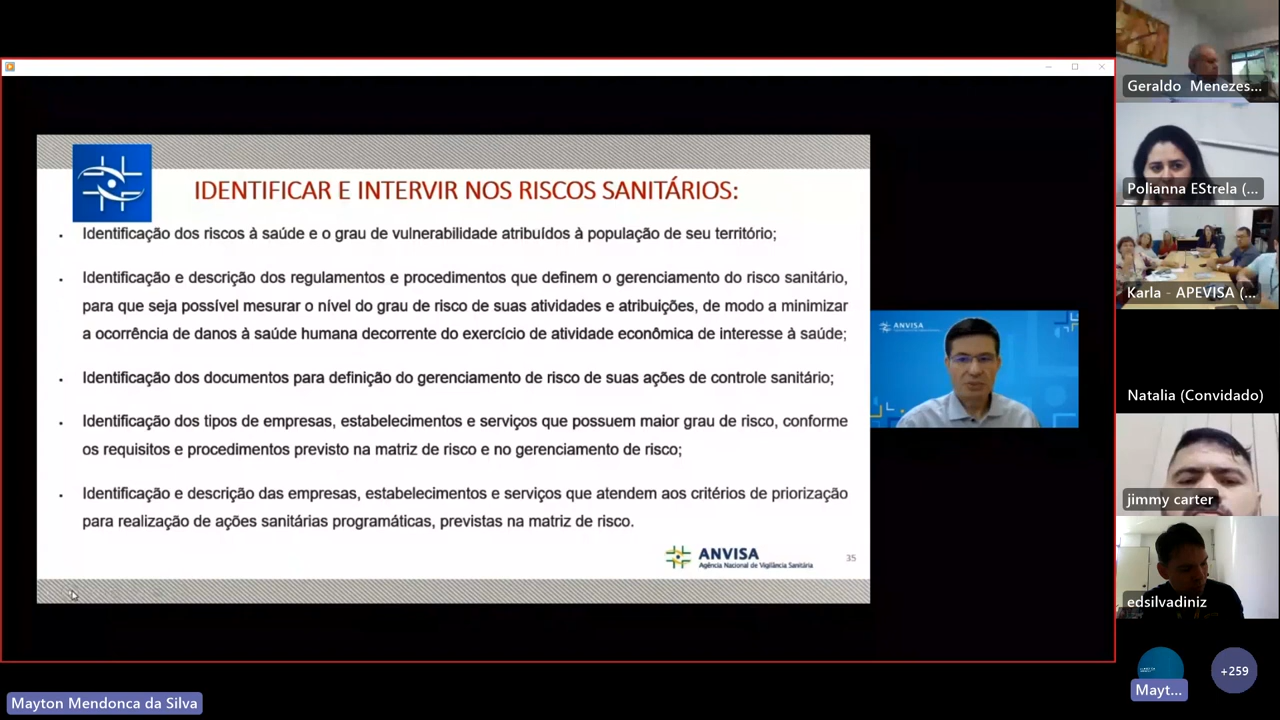 IDENTIFICAR E INTERVIR NOS RISCOS SANITÁRIOS:
Identificação dos riscos à saúde e o grau de vulnerabilidade atribuídos à população de seu território;
Identificação e descrição dos regulamentos e procedimentos que definem o gerenciamento do risco sanitário,
para que seja possível mesurar o nível do grau de risco de suas atividades e atribuições, de modo a minimizar
a ocorrência de danos à saúde humana decorrente do exercício de atividade econômica de interesse à saúde;
Identificação dos documentos para definição do gerenciamento de risco de suas ações de controle sanitário;
Identificação dos tipos de empresas, estabelecimentos e serviços que possuem maior grau de risco, conforme
os requisitos e procedimentos previsto na matriz de risco e no gerenciamento de risco;
Identificação e descrição das empresas, estabelecimentos e serviços que atendem aos critérios de priorização
para realização de ações sanitárias programáticas, previstas na matriz de risco.
ANVISA
Agência Nacional de Vigilância Sanitária
35
ANVISA
Geraldo Menezes...
Polianna EStrela (...
Karla - APEVISA (...
Natalia (Convidado)
jimmy carter
edsilvadiniz
Mayt...
+259
Mayton Mendonca da Silva